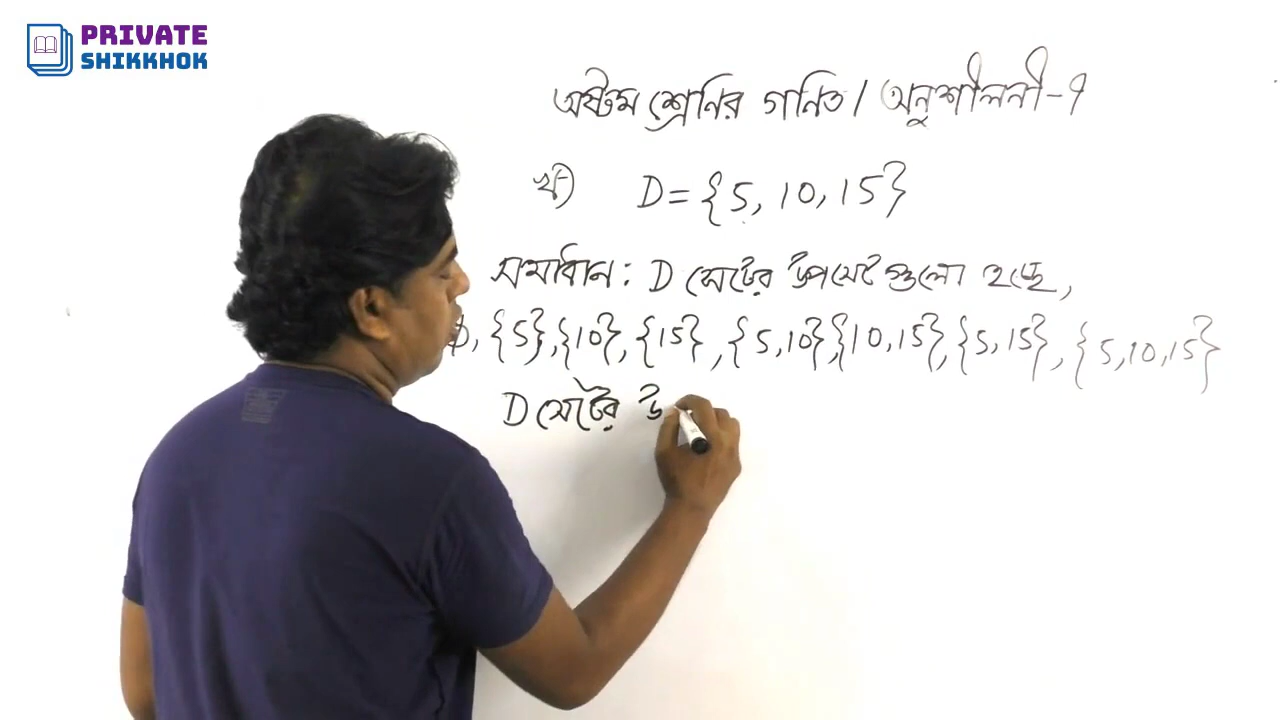 PRIVATE
SHIKKHOK
অষ্টম শ্রেনির গনিত / অনুশীলনী-৭
খ) D = {5, 10, 15}
সমাধান : D সেটের উপসেট গুলো হচ্ছে,
∅, {5}, {10}, {15}, {5,10}, {10,15}, {5,15}, {5,10,15}
D সেটের উ